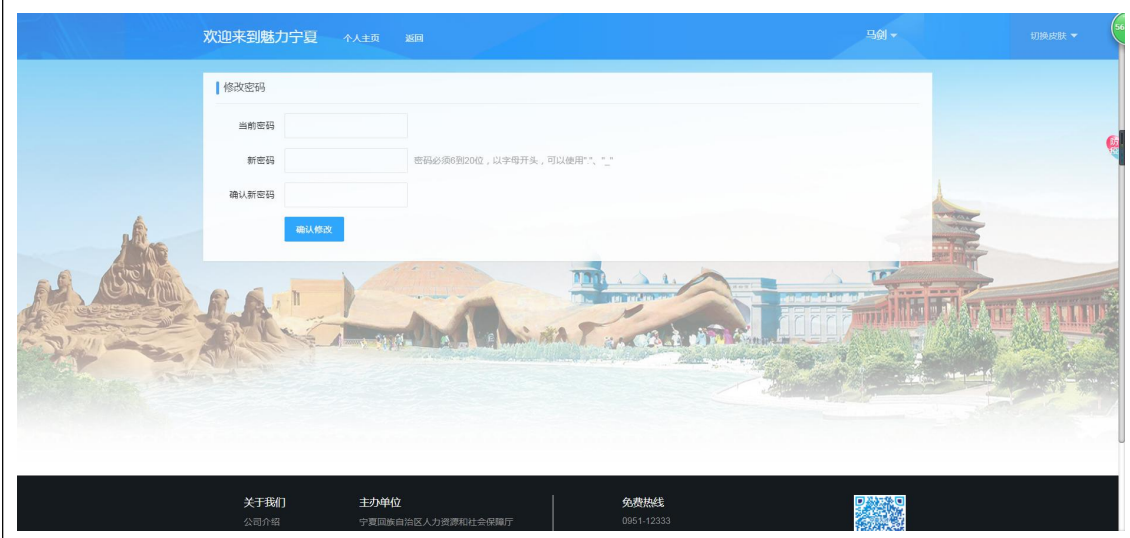 欢迎来到魅力宁夏 个人主页 返回 马剑 切换皮肤
56
修改密码
当前密码
新密码 密码必须6到20位，以字母开头，可以使用"."、"_"
确认新密码
确认修改
关于我们 主办单位 免费热线
公司介绍 宁夏回族自治区人力资源和社会保障厅 0951-12333